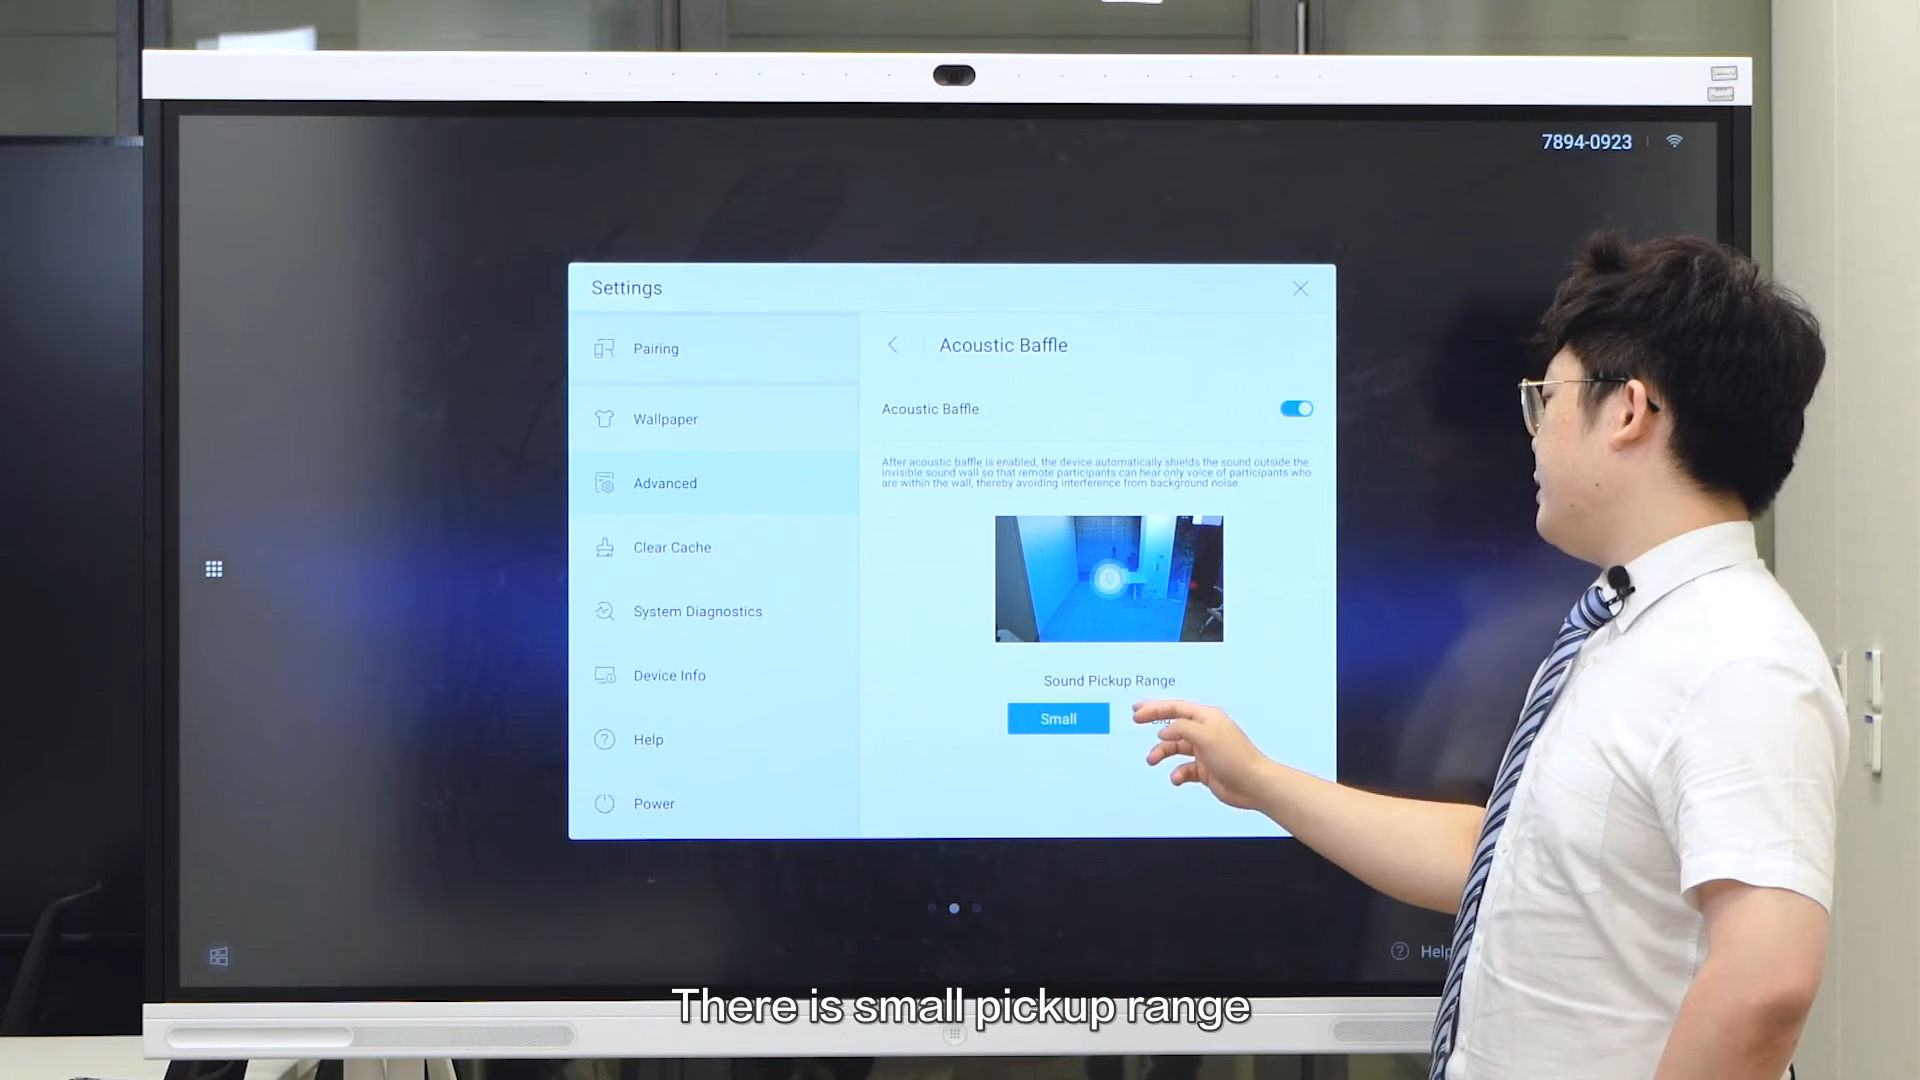 7894-0923
Settings
Pairing
Wallpaper
Advanced
Clear Cache
System Diagnostics
Device Info
Help
Power
Acoustic Baffle
Acoustic Baffle
After acoustic baffle is enabled, the device automatically shields the sound outside the
invisible sound wall so that remote participants can hear only voice of participants who
are within the wall, thereby avoiding interference from background noise.
Sound Pickup Range
Small
Help
There is small pickup range